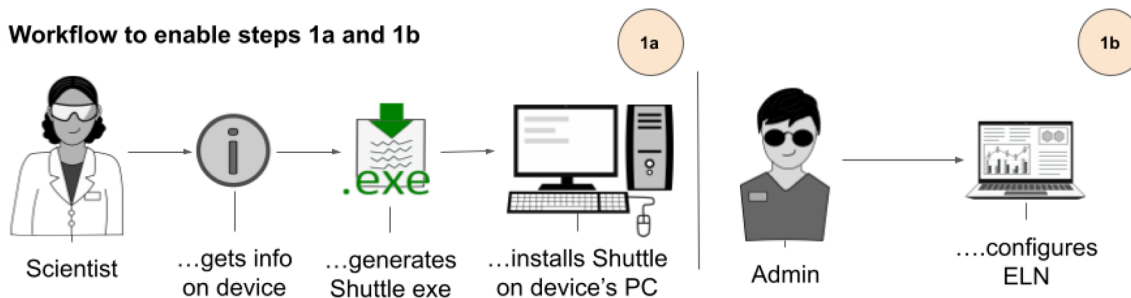 Workflow to enable steps 1a and 1b
1a
1b
.exe
Scientist
…gets info
on device
…generates
Shuttle exe
…installs Shuttle
on device’s PC
Admin
….configures
ELN